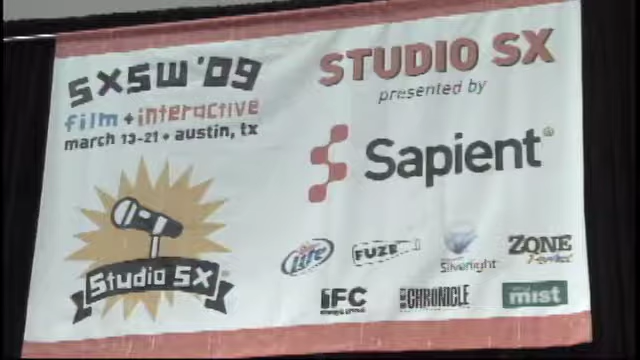 SXSW '09
film + interactive
march 13-21 • austin, tx
STUDIO SX
presented by
Sapient®
Studio SX
Lite
FUZE
Silverlight
ZONE
IFC
CHRONICLE
mist